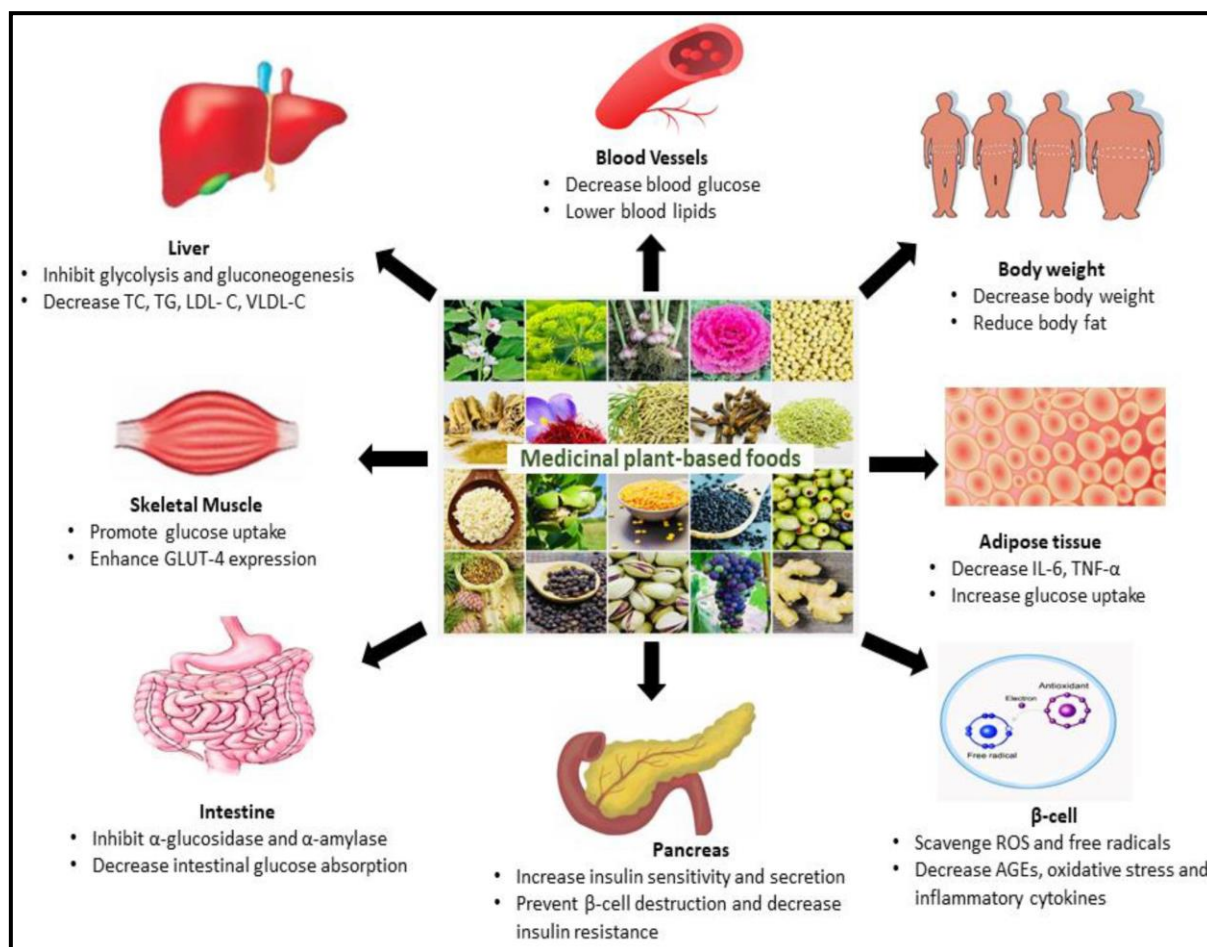 Blood Vessels
• Decrease blood glucose
• Lower blood lipids
Liver
• Inhibit glycolysis and gluconeogenesis
• Decrease TC, TG, LDL- C, VLDL-C
Body weight
• Decrease body weight
• Reduce body fat
Medicinal plant-based foods
Skeletal Muscle
• Promote glucose uptake
• Enhance GLUT-4 expression
Adipose tissue
• Decrease IL-6, TNF-α
• Increase glucose uptake
Intestine
• Inhibit α-glucosidase and α-amylase
• Decrease intestinal glucose absorption
Pancreas
• Increase insulin sensitivity and secretion
• Prevent β-cell destruction and decrease
insulin resistance
Antioxidant
Electron
Free radical
β-cell
• Scavenge ROS and free radicals
• Decrease AGEs, oxidative stress and
inflammatory cytokines